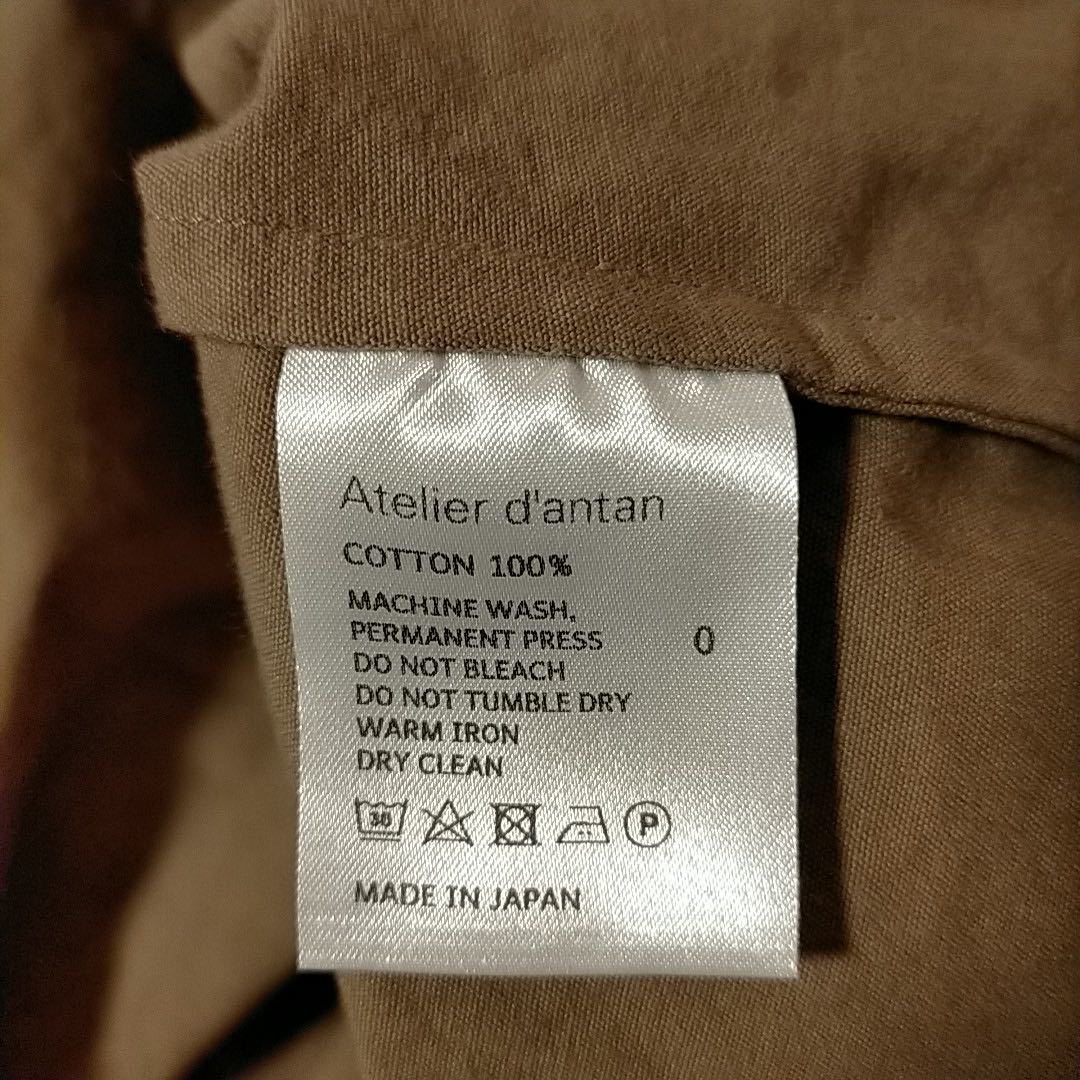 Atelier d'antan
COTTON 100%
MACHINE WASH,
PERMANENT PRESS 0
DO NOT BLEACH
DO NOT TUMBLE DRY
WARM IRON
DRY CLEAN
30 P
MADE IN JAPAN